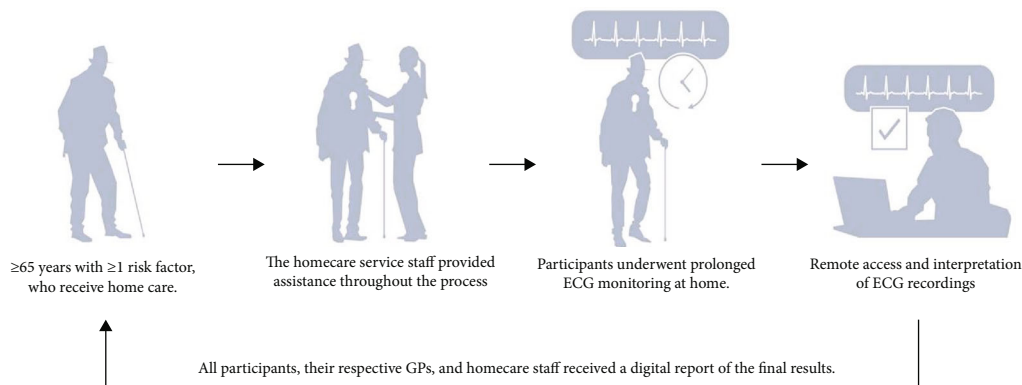 ≥65 years with ≥1 risk factor,
who receive home care.
The homecare service staff provided
assistance throughout the process
Participants underwent prolonged
ECG monitoring at home.
Remote access and interpretation
of ECG recordings
All participants, their respective GPs, and homecare staff received a digital report of the final results.